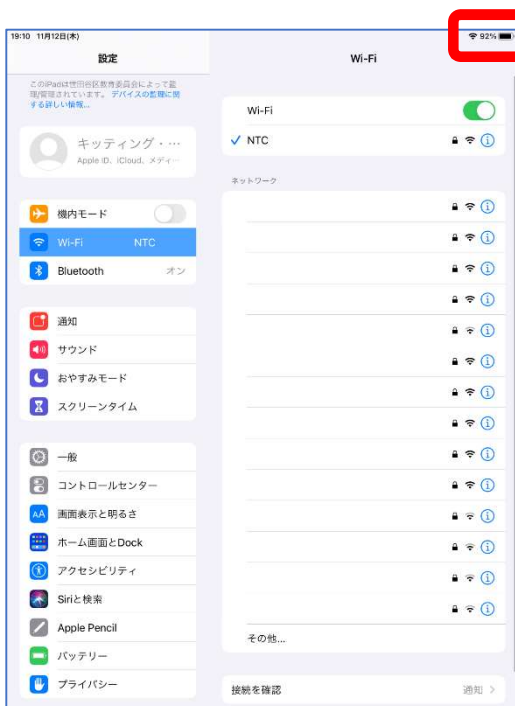 19:10 11月12日(木)
92%
設定
Wi-Fi
このiPadは世田谷区教育委員会によって監
理/管理されています。デバイスの監理に関
する詳しい情報...
キッティング・…
Apple ID、iCloud、メディ…
機内モード
Wi-Fi NTC
Bluetooth オン
通知
サウンド
おやすみモード
スクリーンタイム
一般
コントロールセンター
AA 画面表示と明るさ
ホーム画面とDock
アクセシビリティ
Siriと検索
Apple Pencil
バッテリー
プライバシー
Wi-Fi
NTC
ネットワーク
その他...
接続を確認 通知